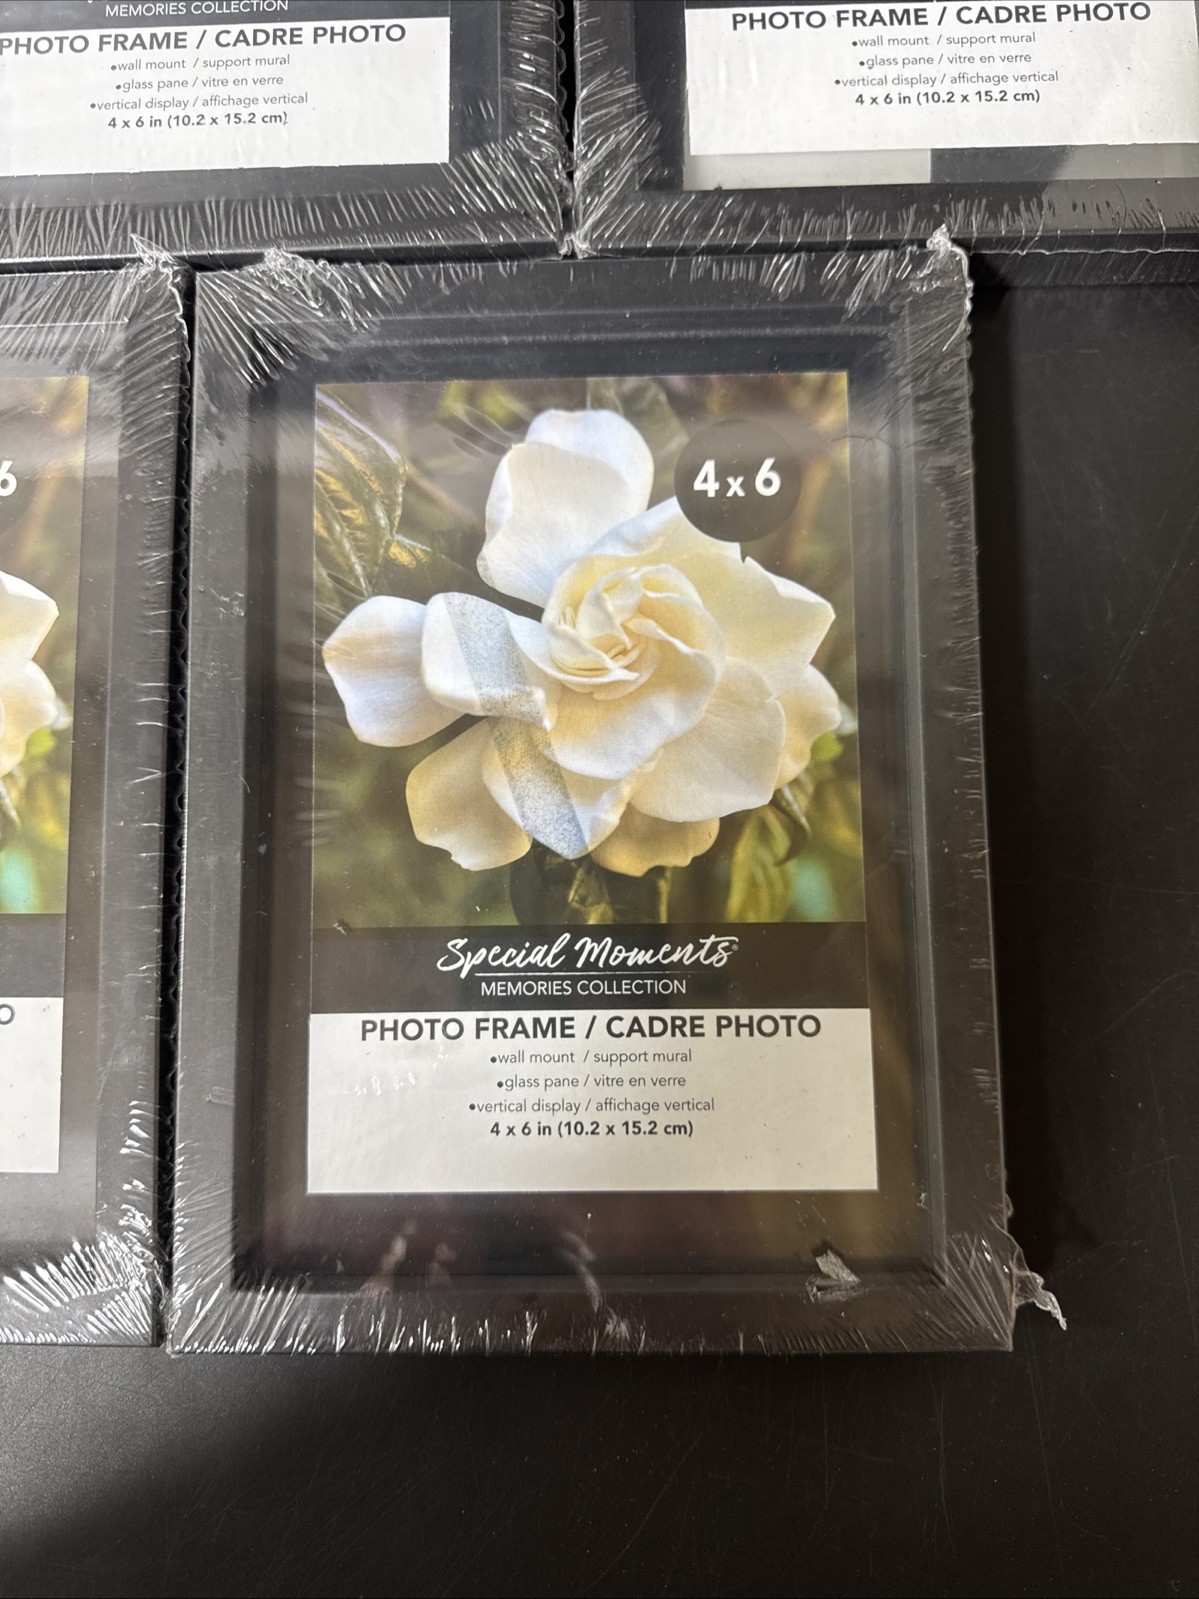 MEMORIES COLLECTION
PHOTO FRAME / CADRE PHOTO
•wall mount / support mural
•glass pane / vitre en verre
•vertical display / affichage vertical
4 x 6 in (10.2 x 15.2 cm)
PHOTO FRAME / CADRE PHOTO
•wall mount / support mural
•glass pane / vitre en verre
•vertical display / affichage vertical
4 x 6 in (10.2 x 15.2 cm)
6
O
4 x 6
Special Moments®
MEMORIES COLLECTION
PHOTO FRAME / CADRE PHOTO
•wall mount / support mural
•glass pane / vitre en verre
•vertical display / affichage vertical
4 x 6 in (10.2 x 15.2 cm)